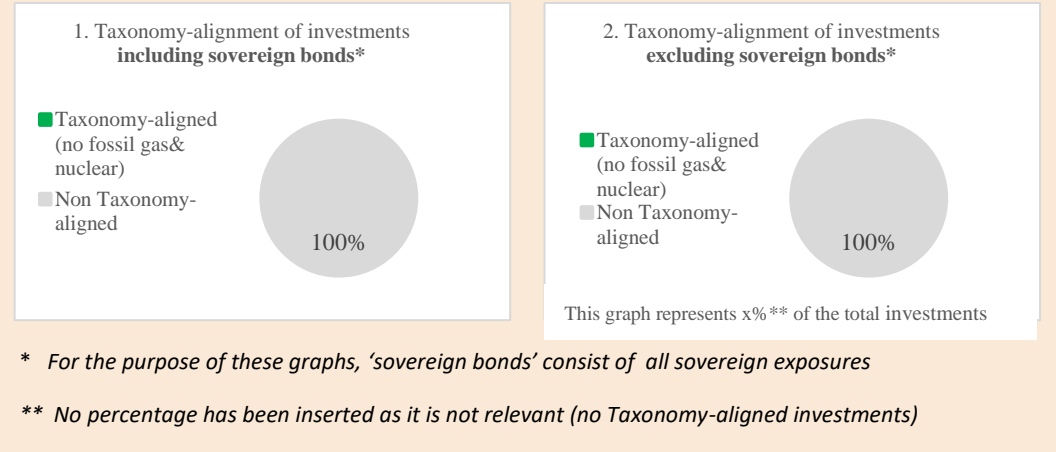 1. Taxonomy-alignment of investments
including sovereign bonds*
Taxonomy-aligned
(no fossil gas&
nuclear)
Non Taxonomy-
aligned
100%
2. Taxonomy-alignment of investments
excluding sovereign bonds*
Taxonomy-aligned
(no fossil gas&
nuclear)
Non Taxonomy-
aligned
100%
This graph represents x%** of the total investments
* For the purpose of these graphs, ‘sovereign bonds’ consist of all sovereign exposures
** No percentage has been inserted as it is not relevant (no Taxonomy-aligned investments)